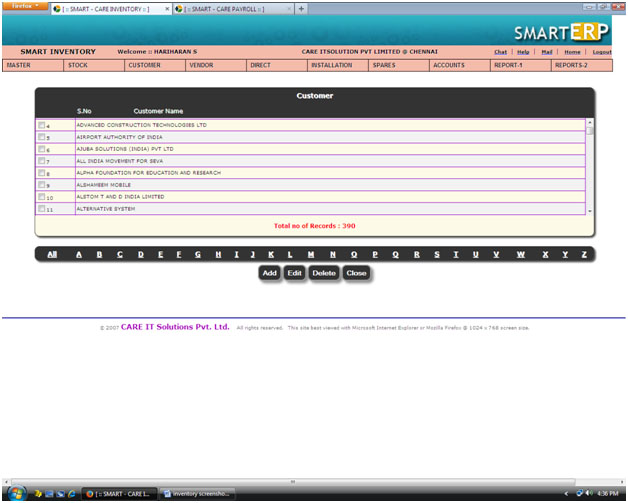 Firefox
[ :: SMART - CARE INVENTORY :: ] × [ :: SMART - CARE PAYROLL :: ] × +
SMART ERP
SMART INVENTORY Welcome :: HARIHARAN S CARE ITSOLUTION PVT LIMITED @ CHENNAI Chat | Help | Mail | Home | Logout
MASTER STOCK CUSTOMER VENDOR DIRECT INSTALLATION SPARES ACCOUNTS REPORT-1 REPORTS-2
Customer
S.No Customer Name
4 ADVANCED CONSTRUCTION TECHNOLOGIES LTD
5 AIRPORT AUTHORITY OF INDIA
6 AJUBA SOLUTIONS (INDIA) PVT LTD
7 ALL INDIA MOVEMENT FOR SEVA
8 ALPHA FOUNDATION FOR EDUCATION AND RESEARCH
9 ALSHAMEEM MOBILE
10 ALSTOM T AND D INDIA LIMITED
11 ALTERNATIVE SYSTEM
Total no of Records : 390
All A B C D E F G H I J K L M N O P Q R S T U V W X Y Z
Add Edit Delete Close
© 2007 CARE IT Solutions Pvt. Ltd. All rights reserved. This site best viewed with Microsoft Internet Explorer or Mozilla Firefox @ 1024 x 768 screen size.
[ :: SMART - CARE I... inventory screensho... 4:36 PM